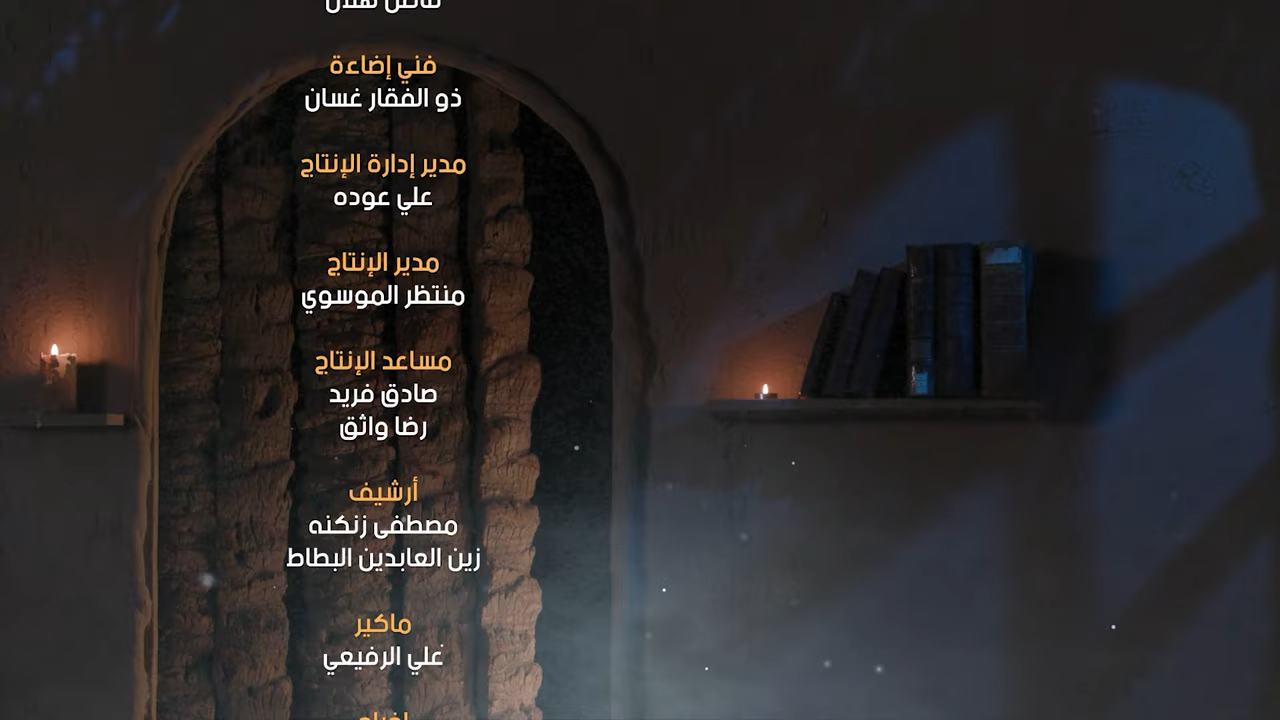 فني إضاءة
ذو الفقار غسان
مدير إدارة الإنتاج
علي عوده
مدير الإنتاج
منتظر الموسوي
مساعد الإنتاج
صادق فريد
رضا واثق
أرشيف
مصطفى زنكنه
زين العابدين البطاط
ماكير
علي الرفيعي